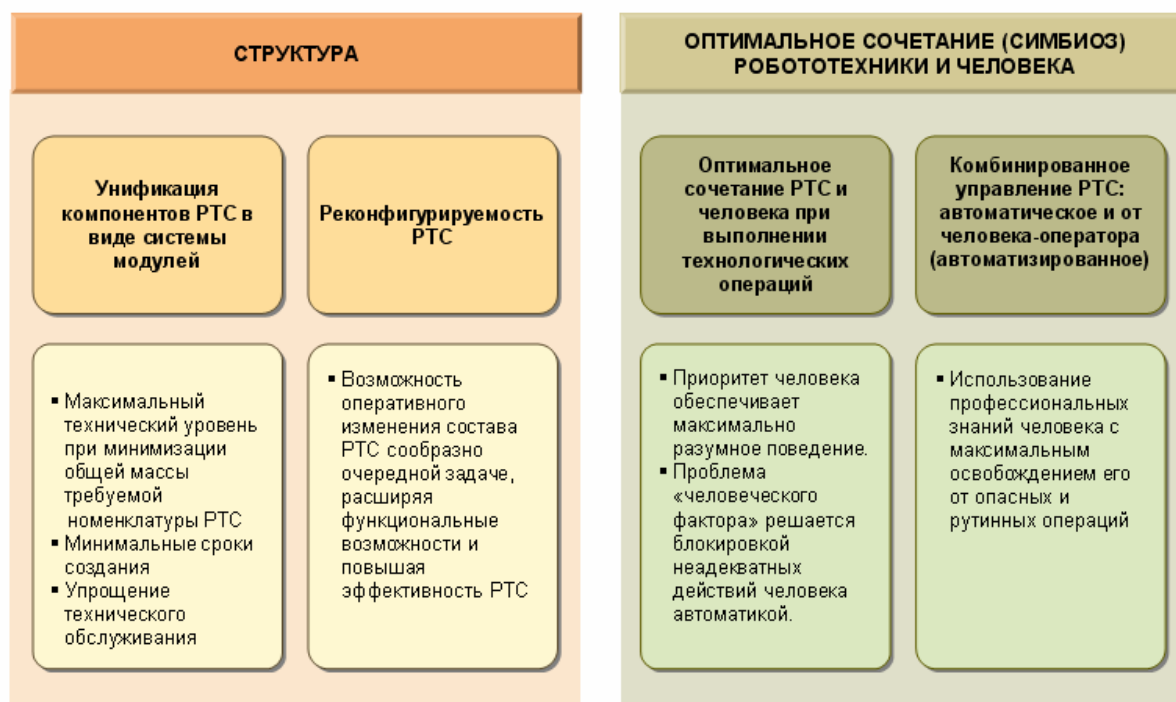 СТРУКТУРА
Унификация
компонентов РТС в
виде системы
модулей
Реконфигурируемость
РТС
▪ Максимальный
технический уровень
при минимизации
общей массы
требуемой
номенклатуры РТС
▪ Минимальные сроки
создания
▪ Упрощение
технического
обслуживания
▪ Возможность
оперативного
изменения состава
РТС сообразно
очередной задаче,
расширяя
функциональные
возможности и
повышая
эффективность РТС
ОПТИМАЛЬНОЕ СОЧЕТАНИЕ (СИМБИОЗ)
РОБОТОТЕХНИКИ И ЧЕЛОВЕКА
Оптимальное
сочетание РТС и
человека при
выполнении
технологических
операций
Комбинированное
управление РТС:
автоматическое и от
человека-оператора
(автоматизированное)
▪ Приоритет человека
обеспечивает
максимально
разумное поведение.
▪ Проблема
«человеческого
фактора» решается
блокировкой
неадекватных
действий человека
автоматикой.
▪ Использование
профессиональных
знаний человека с
максимальным
освобождением его
от опасных и
рутинных операций